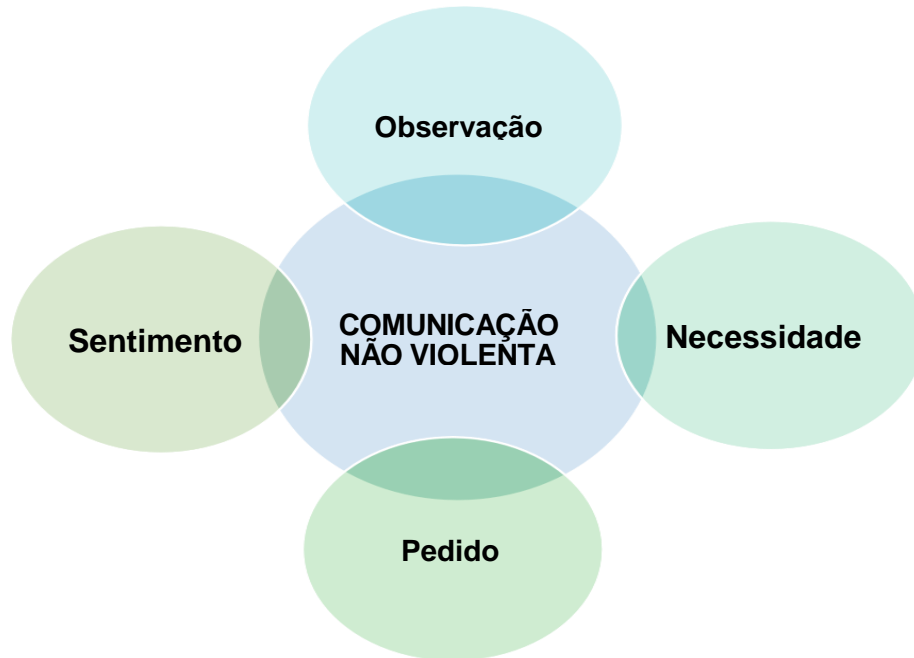 Observação
Sentimento
COMUNICAÇÃO
NÃO VIOLENTA
Necessidade
Pedido